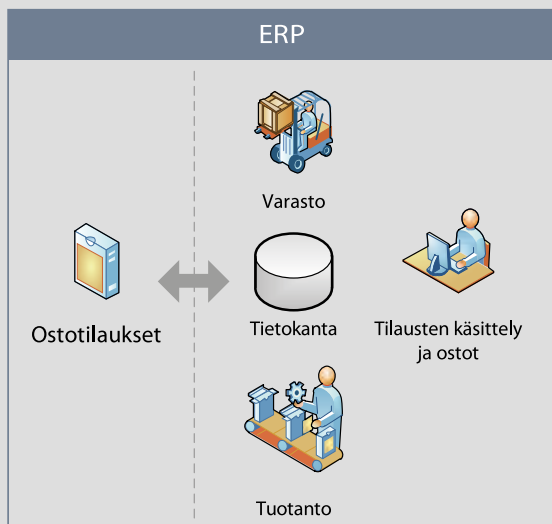 ERP
Varasto
Ostotilaukset
Tietokanta
Tilausten käsittely
ja ostot
Tuotanto